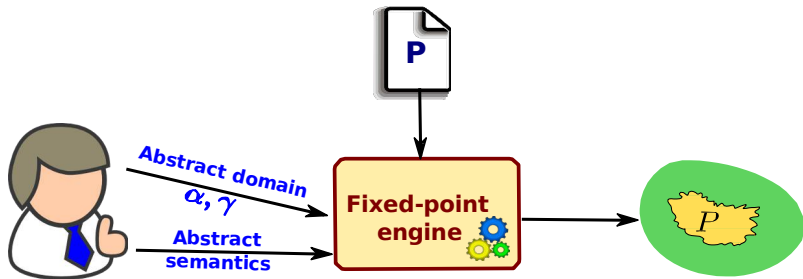 P
Abstract domain
α, γ
Abstract
semantics
Fixed-point
engine
P